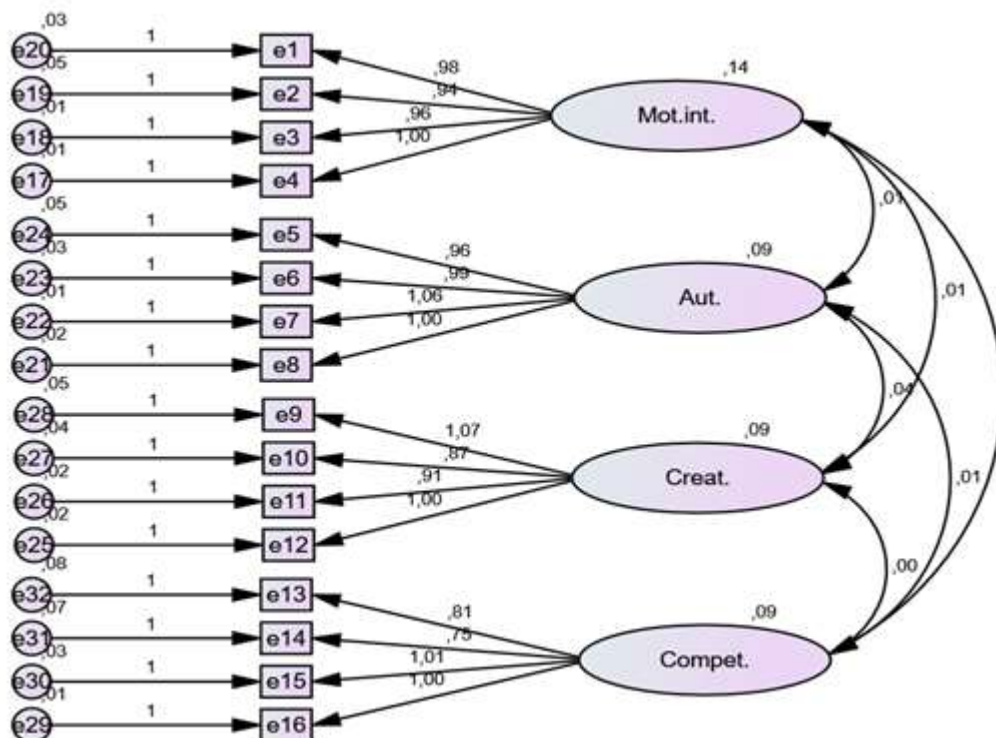 ,03
e20 1 e1
,98
,14
,05
e19 1 e2
,94
Mot.int.
,01
e18 1 e3
,96
,01
e17 1 e4
1,00
,01
,05
e24 1 e5
,96
,09
,03
e23 1 e6
,99
Aut.
,01
,01
e22 1 e7
1,06
,02
e21 1 e8
1,00
,04
,05
e28 1 e9
1,07
,09
,04
e27 1 e10
,87
Creat.
,01
,02
e26 1 e11
,91
,02
e25 1 e12
1,00
,00
,08
e32 1 e13
,81
,09
,07
e31 1 e14
,75
Compet.
,03
e30 1 e15
1,01
,01
e29 1 e16
1,00